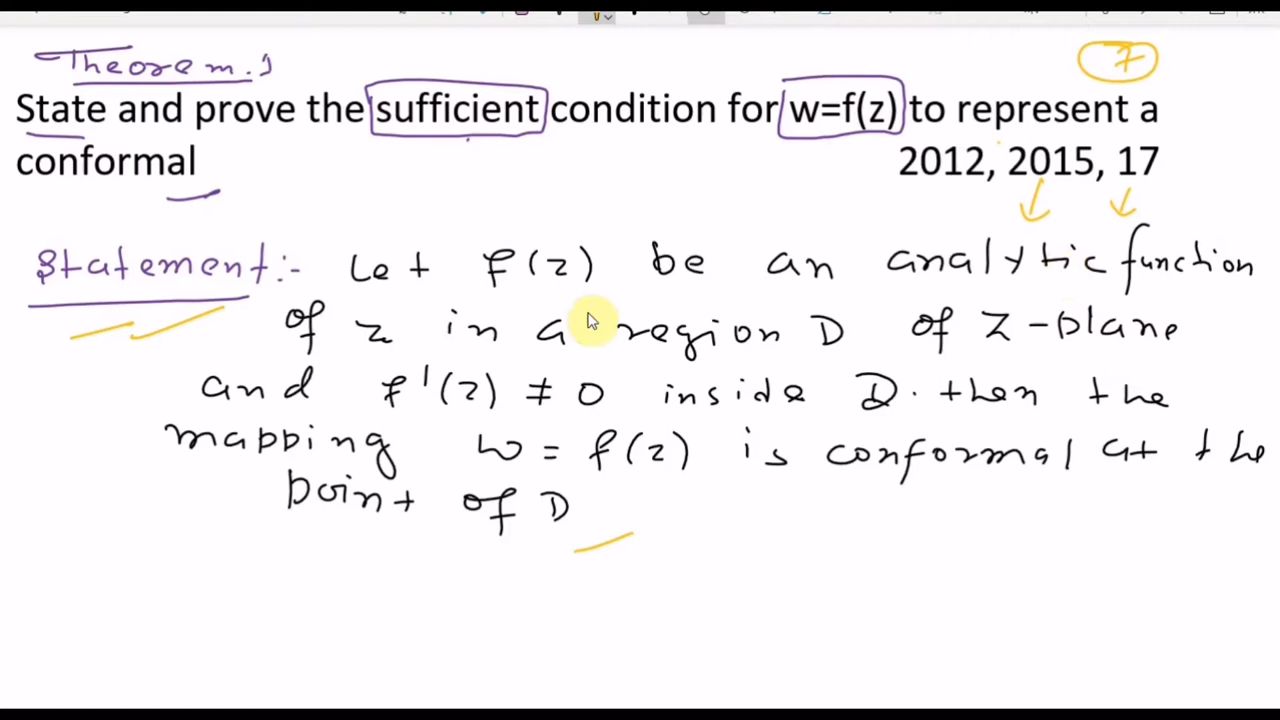 Theorem.1
7
State and prove the sufficient condition for w=f(z) to represent a
conformal 2012, 2015, 17
Statement:- Let f(z) be an analytic function
of z in a region D of z-plane
and f'(z) ≠ 0 inside D. then the
mapping w = f(z) is conformal at the
point of D